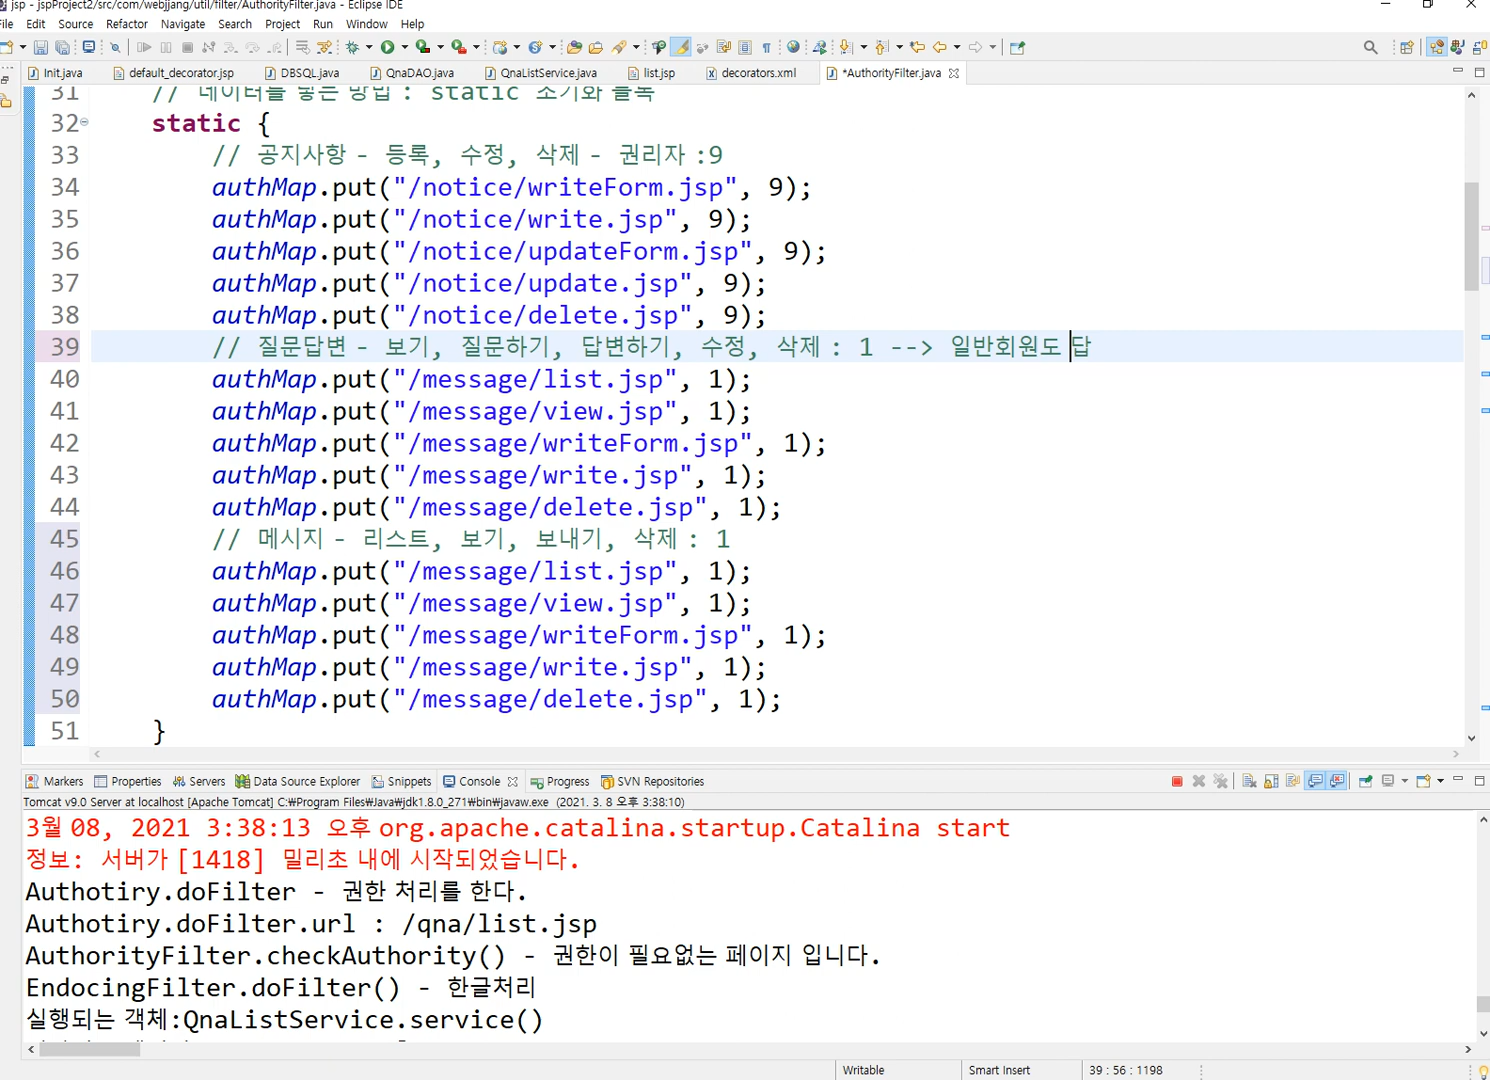 jsp - jspProject2/src/com/webjjang/util/filter/AuthorityFilter.java - Eclipse IDE
File Edit Source Refactor Navigate Search Project Run Window Help
Init.java default_decorator.jsp DBSQL.java QnaDAO.java QnaListService.java list.jsp decorators.xml *AuthorityFilter.java
31 // 데이터를 넣는 방법 : static 초기화 블록
32 static {
33 // 공지사항 - 등록, 수정, 삭제 - 권리자 :9
34 authMap.put("/notice/writeForm.jsp", 9);
35 authMap.put("/notice/write.jsp", 9);
36 authMap.put("/notice/updateForm.jsp", 9);
37 authMap.put("/notice/update.jsp", 9);
38 authMap.put("/notice/delete.jsp", 9);
39 // 질문답변 - 보기, 질문하기, 답변하기, 수정, 삭제 : 1 --> 일반회원도 답
40 authMap.put("/message/list.jsp", 1);
41 authMap.put("/message/view.jsp", 1);
42 authMap.put("/message/writeForm.jsp", 1);
43 authMap.put("/message/write.jsp", 1);
44 authMap.put("/message/delete.jsp", 1);
45 // 메시지 - 리스트, 보기, 보내기, 삭제 : 1
46 authMap.put("/message/list.jsp", 1);
47 authMap.put("/message/view.jsp", 1);
48 authMap.put("/message/writeForm.jsp", 1);
49 authMap.put("/message/write.jsp", 1);
50 authMap.put("/message/delete.jsp", 1);
51 }
Markers Properties Servers Data Source Explorer Snippets Console Progress SVN Repositories
Tomcat v9.0 Server at localhost [Apache Tomcat] C:₩Program Files₩Java₩jdk1.8.0_271₩bin₩javaw.exe (2021. 3. 8 오후 3:38:10)
3월 08, 2021 3:38:13 오후 org.apache.catalina.startup.Catalina start
정보: 서버가 [1418] 밀리초 내에 시작되었습니다.
Authotiry.doFilter - 권한 처리를 한다.
Authotiry.doFilter.url : /qna/list.jsp
AuthorityFilter.checkAuthority() - 권한이 필요없는 페이지 입니다.
EndocingFilter.doFilter() - 한글처리
실행되는 객체:QnaListService.service()
Writable Smart Insert 39 : 56 : 1198